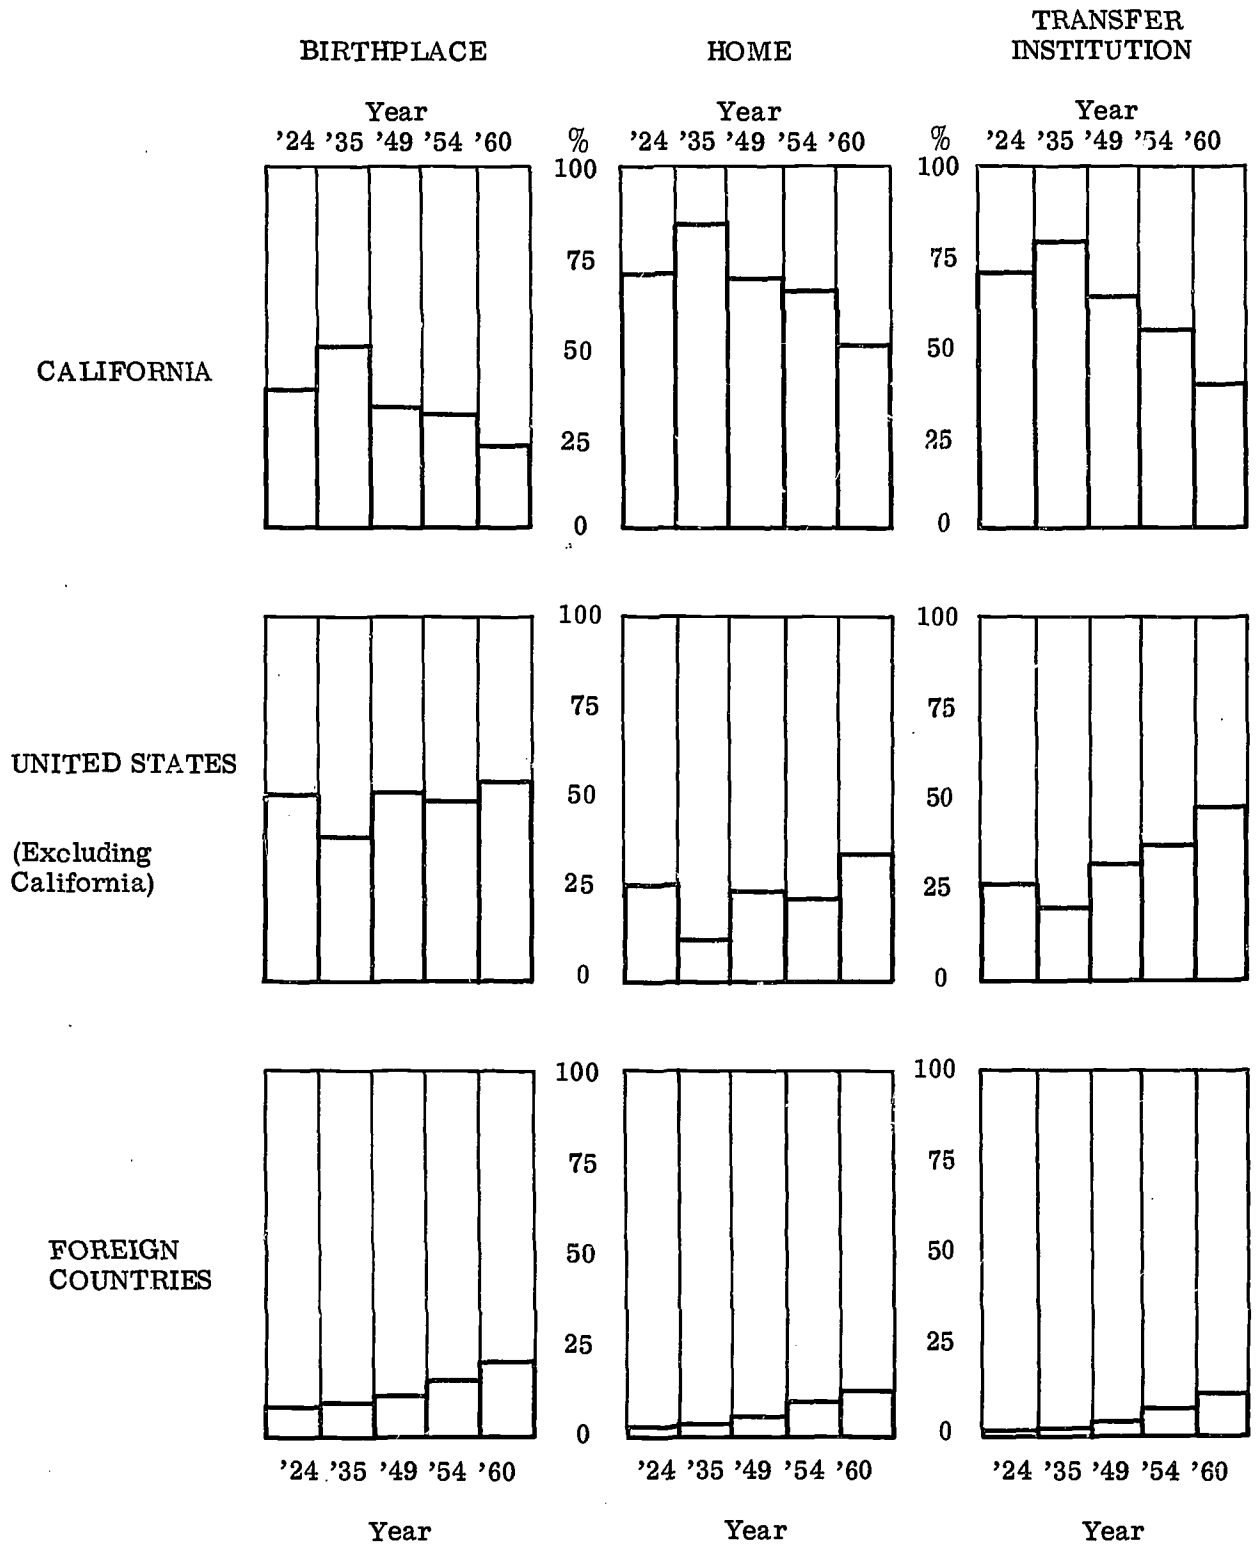 BIRTHPLACE
HOME
TRANSFER
INSTITUTION
Year
Year
Year
'24 '35 '49 '54 '60
% '24 '35 '49 '54 '60
% '24 '35 '49 '54 '60
CALIFORNIA
100
75
50
25
0
100
75
50
25
0
UNITED STATES
(Excluding
California)
100
75
50
25
0
100
75
50
25
0
FOREIGN
COUNTRIES
100
75
50
25
0
100
75
50
25
0
'24 '35 '49 '54 '60
'24 '35 '49 '54 '60
'24 '35 '49 '54 '60
Year
Year
Year